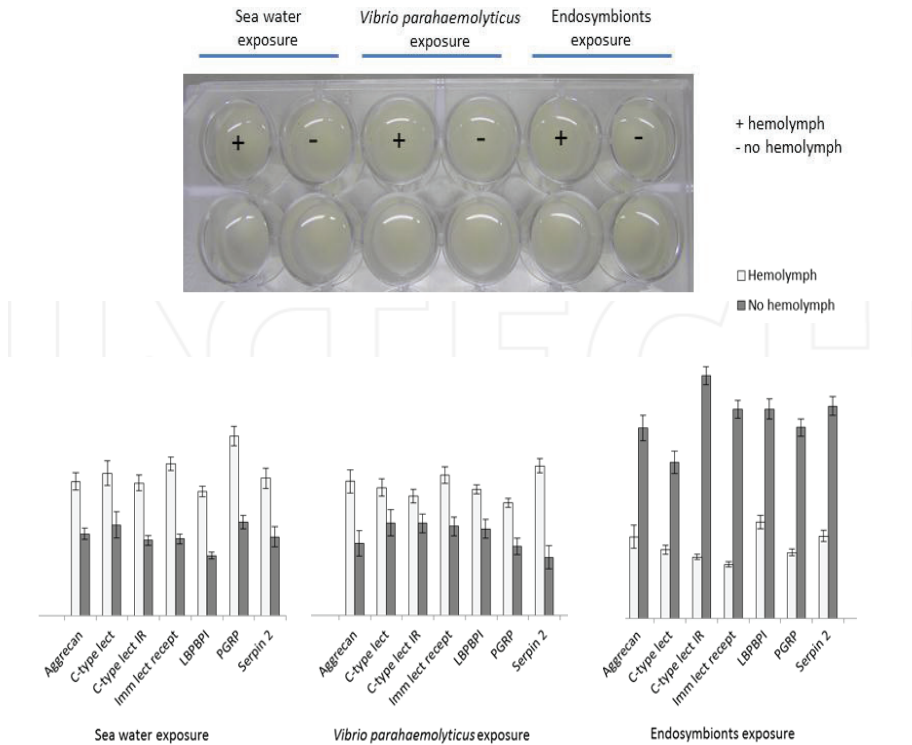 Sea water
exposure
Vibrio parahaemolyticus
exposure
Endosymbionts
exposure
+ - + - + -
+ hemolymph
- no hemolymph
Hemolymph
No hemolymph
INTECH
Aggrecan
C-type lect
C-type lect IR
Imm lect recept
LBPBPI
PGRP
Serpin 2
Aggrecan
C-type lect
C-type lect IR
Imm lect recept
LBPBPI
PGRP
Serpin 2
Aggrecan
C-type lect
C-type lect IR
Imm lect recept
LBPBPI
PGRP
Serpin 2
Sea water exposure
Vibrio parahaemolyticus exposure
Endosymbionts exposure